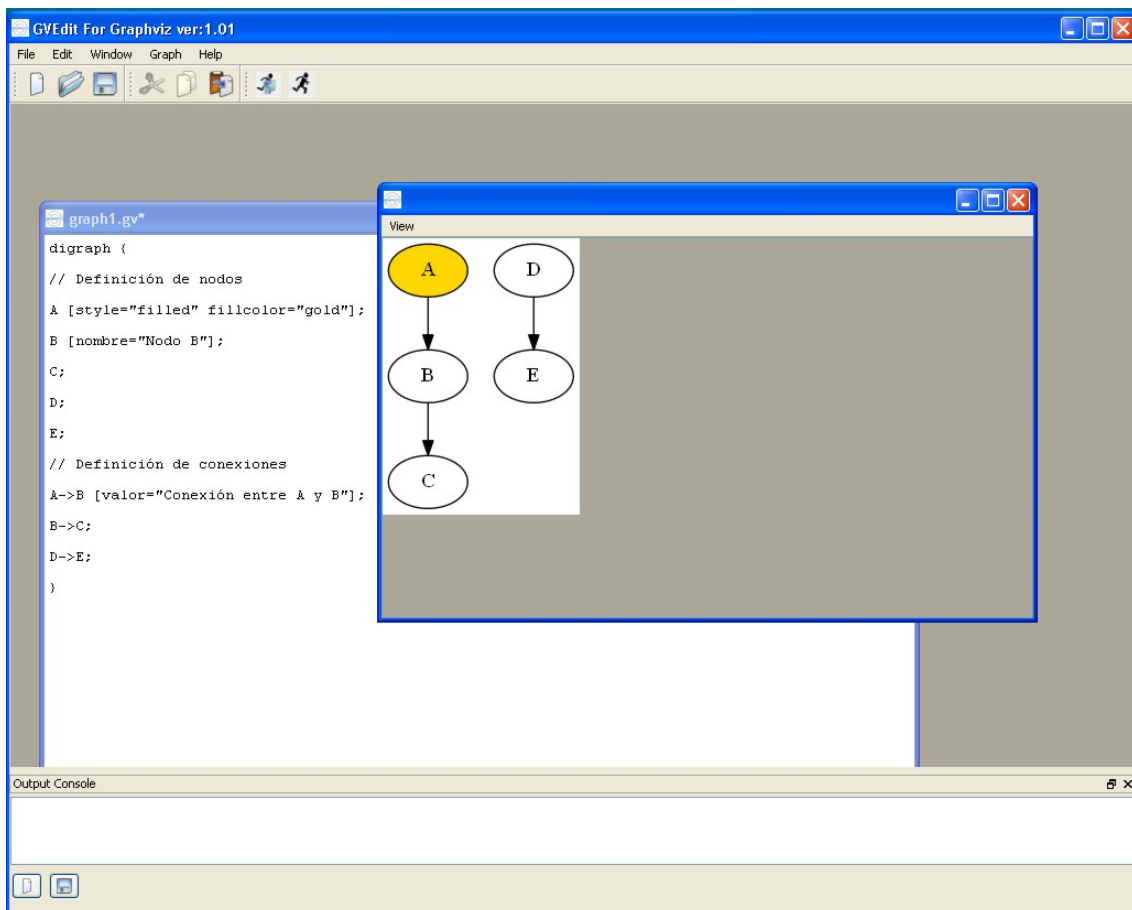 GVEdit For Graphviz ver:1.01
File Edit Window Graph Help
graph1.gv*
digraph {
// Definición de nodos
A [style="filled" fillcolor="gold"];
B [nombre="Nodo B"];
C;
D;
E;
// Definición de conexiones
A->B [valor="Conexión entre A y B"];
B->C;
D->E;
}
View
A D
B E
C
Output Console